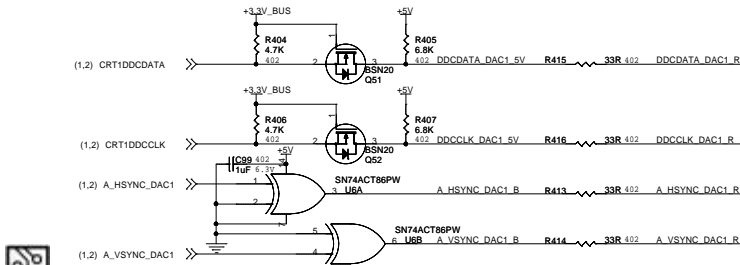 +3.3V_BUS +5V
R404 R405
4.7K 6.8K
1
(1,2) CRT1DDCDATA 402 2 3 402 DDCDATA_DAC1_5V R415 33R 402 DDCDATA_DAC1_R
BSN20
Q51
+3.3V_BUS +5V
R406 R407
4.7K 6.8K
1
(1,2) CRT1DDCCLK 402 2 3 402 DDCCLK_DAC1_5V R416 33R 402 DDCCLK_DAC1_R
BSN20
Q52
+5V
C99 402
1uF 6.3V 14
SN74ACT86PW
U6A
(1,2) A_HSYNC_DAC1 1 3 A_HSYNC_DAC1_B R413 33R 402 A_HSYNC_DAC1_R
2
7
SN74ACT86PW
5 6 U6B A_VSYNC_DAC1_B R414 33R 402 A_VSYNC_DAC1_R
(1,2) A_VSYNC_DAC1 4